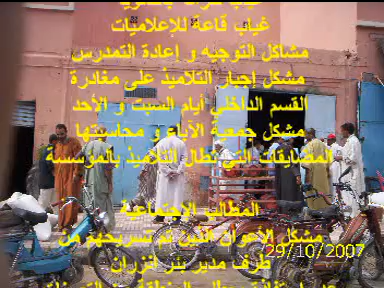 غياب قاعة للإعلاميات
مشاكل التوجيه و إعادة التمدرس
مشكل إجبار التلاميذ على مغادرة
القسم الداخلي أيام السبت و الأحد
مشكل جمعية الآباء و محاسبتها
المضايقات التي تطال التلاميذ بالمؤسسة
المطالب الاجتماعية
مشكل الأعوان الذين تم تسريحهم من
طرف مدير بئر أنزران
29/10/2007